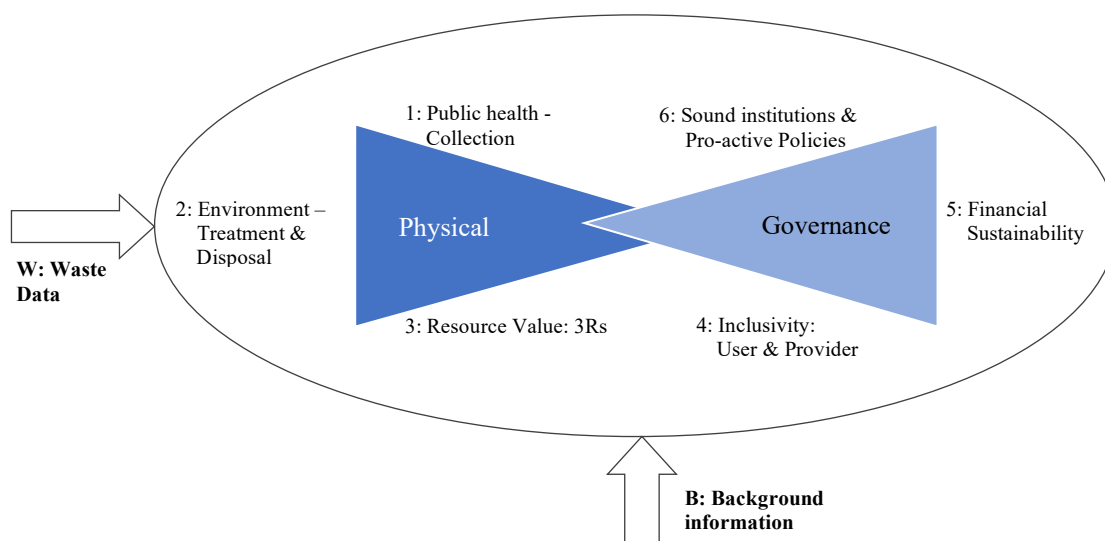 1: Public health -
Collection
6: Sound institutions &
Pro-active Policies
2: Environment –
Treatment &
Disposal
Physical
Governance
5: Financial
Sustainability
W: Waste
Data
3: Resource Value: 3Rs
4: Inclusivity:
User & Provider
B: Background
information